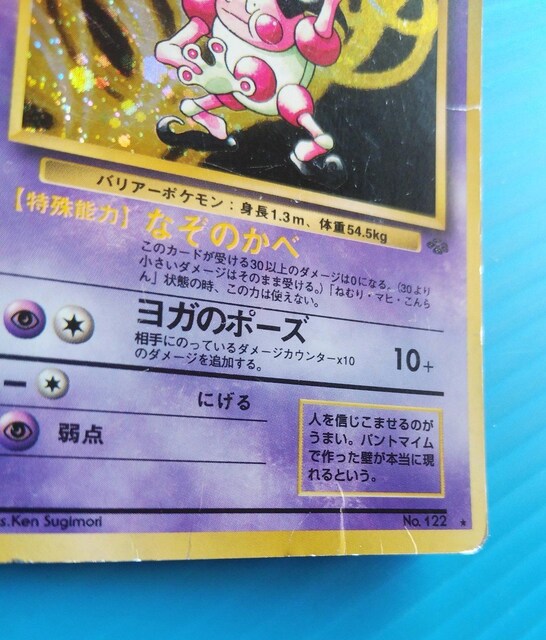 バリアーポケモン：身長1.3m、体重54.5kg
【特殊能力】なぞのかべ
このカードが受ける30以上のダメージは0になる。（30より
小さいダメージはそのまま受ける。）「ねむり・マヒ・こんら
ん」状態の時、この力は使えない。
ヨガのポーズ 10+
相手にのっているダメージカウンター×10
のダメージを追加する。
にげる
弱点
人を信じこませるのが
うまい。パントマイム
で作った壁が本当に現
れるという。
s.Ken Sugimori
No.122 ★